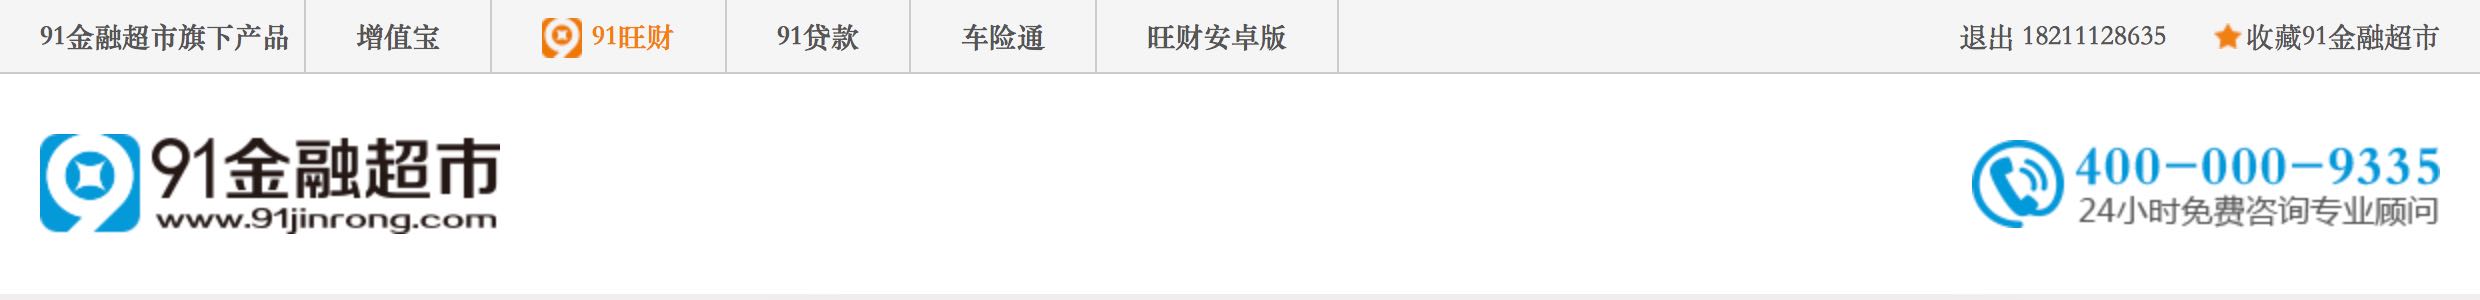 91金融超市旗下产品 增值宝 91旺财 91贷款 车险通 旺财安卓版 退出 18211128635 收藏91金融超市
91金融超市
www.91jinrong.com
400-000-9335
24小时免费咨询专业顾问